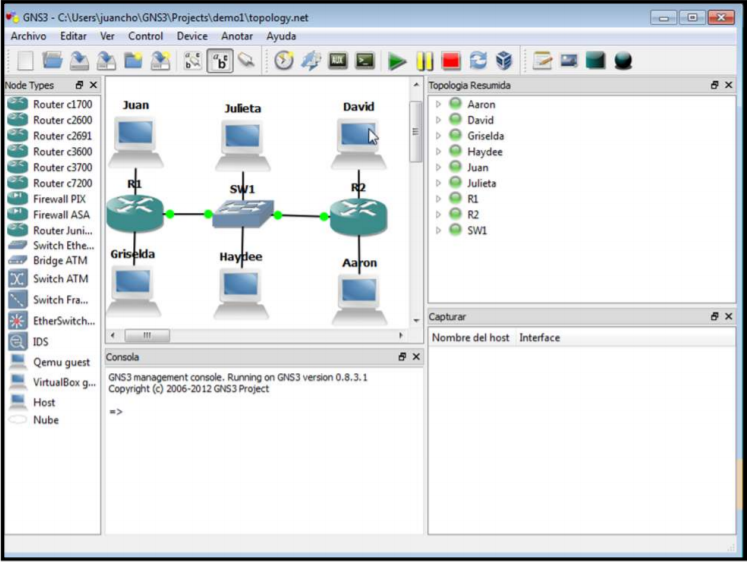 GNS3 - C:\Users\juancho\GNS3\Projects\demo1\topology.net
Archivo Editar Ver Control Device Anotar Ayuda
Node Types
Router c1700
Router c2600
Router c2691
Router c3600
Router c3700
Router c7200
Firewall PIX
Firewall ASA
Router Juni...
Switch Ethe...
Bridge ATM
Switch ATM
Switch Fra...
EtherSwitch...
IDS
Qemu guest
VirtualBox g...
Host
Nube
Juan Julieta David
R1 SW1 R2
Griselda Haydee Aaron
Consola
GNS3 management console. Running on GNS3 version 0.8.3.1
Copyright (c) 2006-2012 GNS3 Project
=>
Topologia Resumida
Aaron
David
Griselda
Haydee
Juan
Julieta
R1
R2
SW1
Capturar
Nombre del host Interface